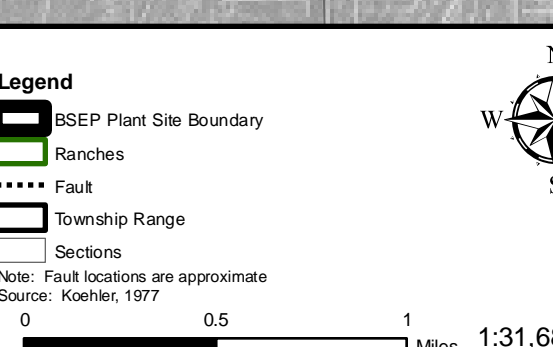 Legend
BSEP Plant Site Boundary
Ranches
Fault
Township Range
Sections
Note: Fault locations are approximate
Source: Koehler, 1977
0 0.5 1
Miles
W